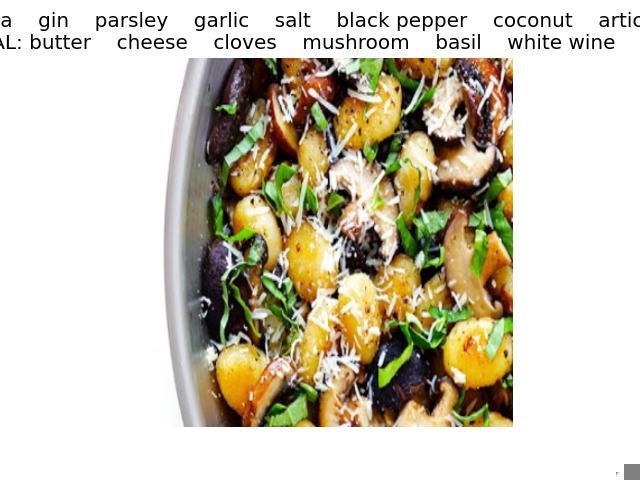 gin parsley garlic salt black pepper coconut
butter cheese cloves mushroom basil white wine